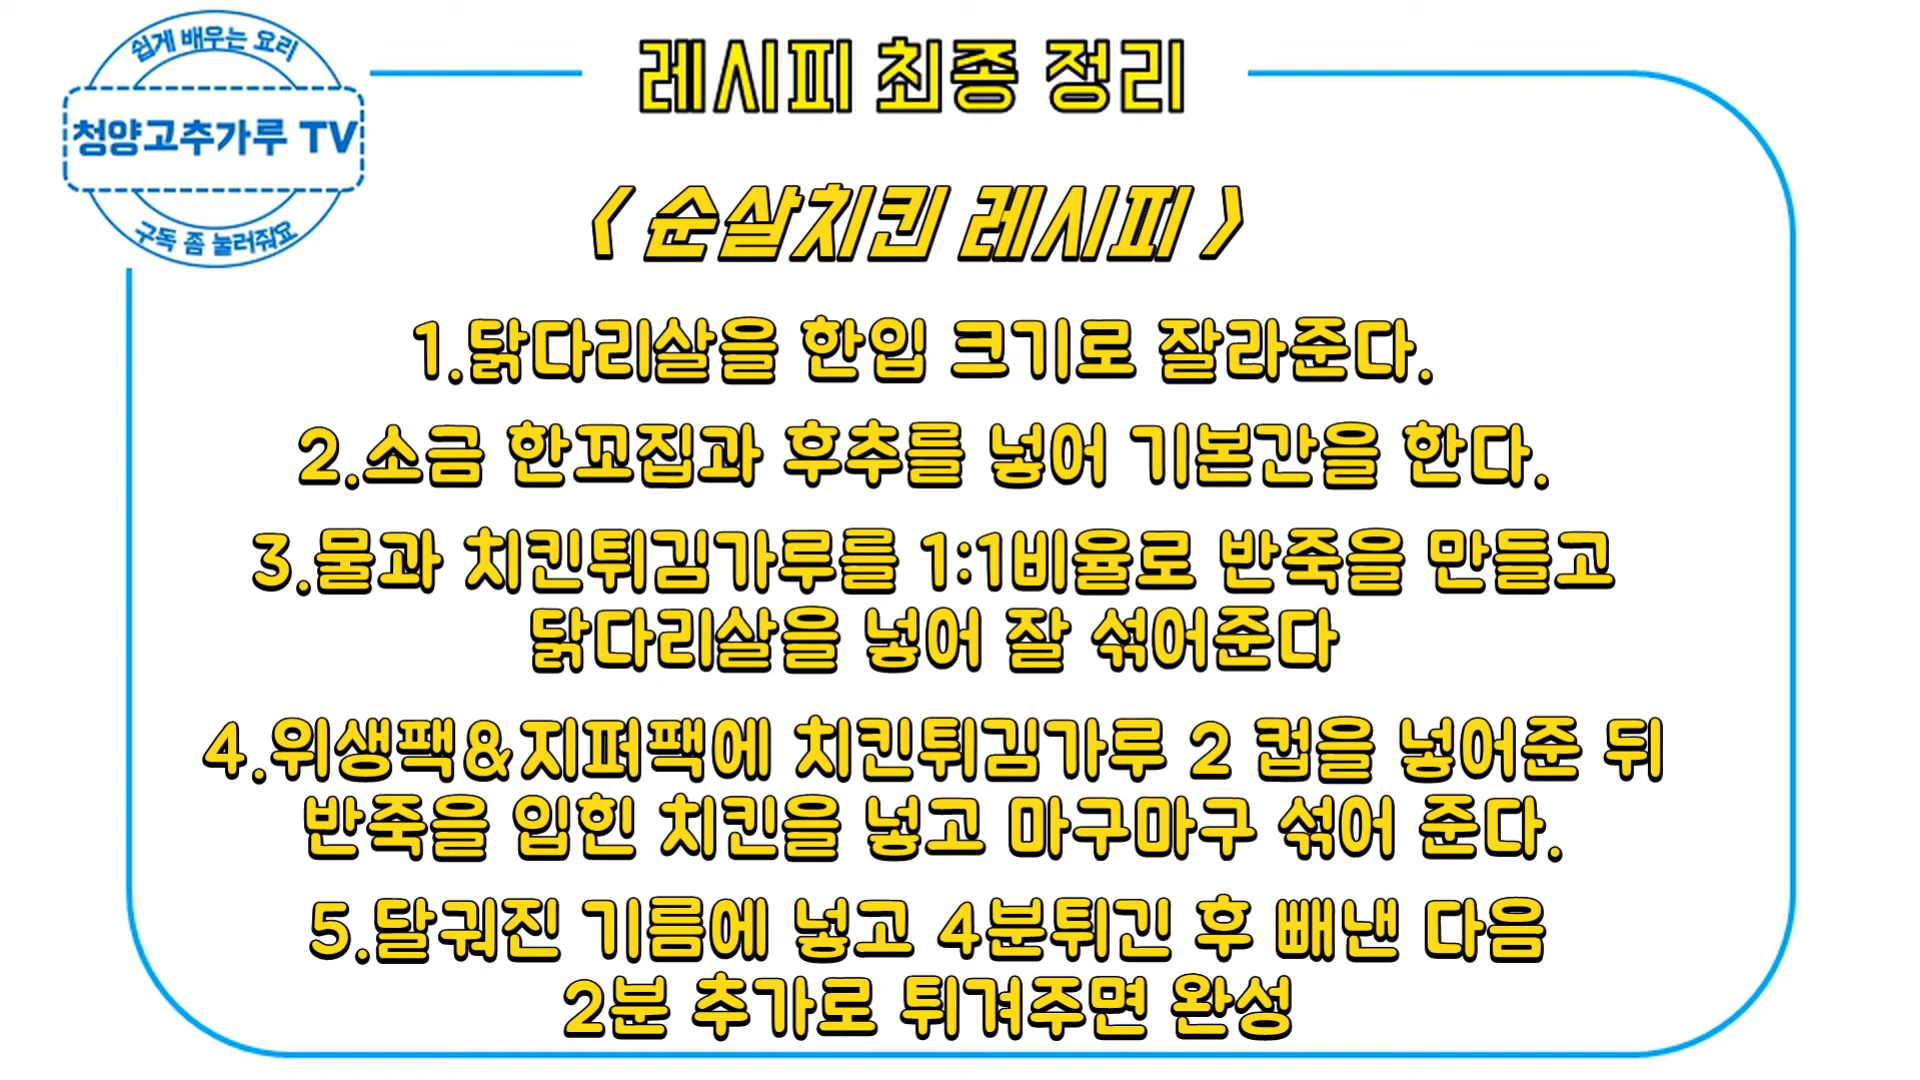 쉽게 배우는 요리
청양고추가루 TV
구독 좀 눌러줘요
레시피 최종 정리
< 순살치킨 레시피 >
1.닭다리살을 한입 크기로 잘라준다.
2.소금 한꼬집과 후추를 넣어 기본간을 한다.
3.물과 치킨튀김가루를 1:1비율로 반죽을 만들고
닭다리살을 넣어 잘 섞어준다
4.위생팩&지퍼팩에 치킨튀김가루 2 컵을 넣어준 뒤
반죽을 입힌 치킨을 넣고 마구마구 섞어 준다.
5.달궈진 기름에 넣고 4분튀긴 후 빼낸 다음
2분 추가로 튀겨주면 완성